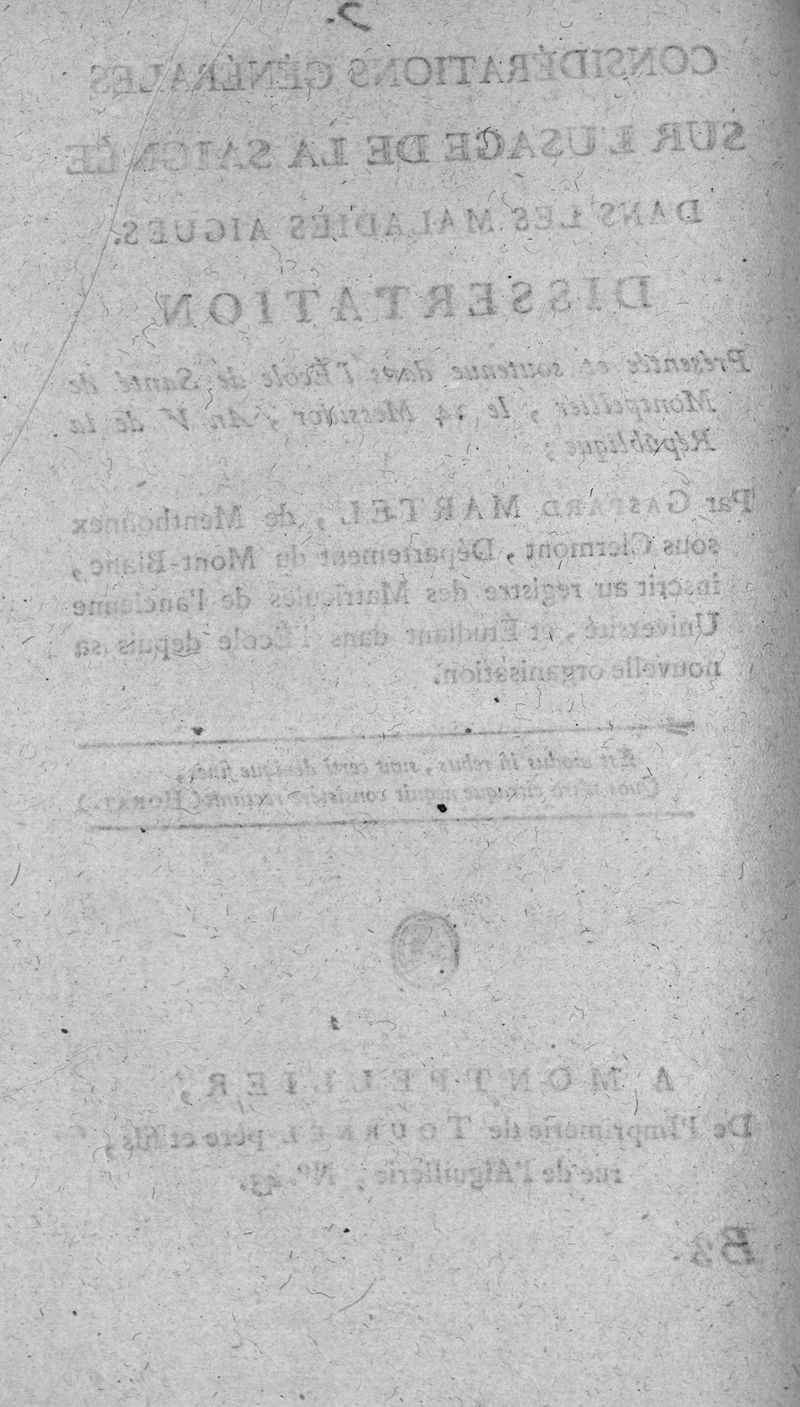 2.
CONSIDÉRATIONS GÉNÉRALES
SUR L'USAGE DE LA SAIGNÉE
DANS LES MALADIES AIGUES.
DISSERTATION
Présentée et soutenue dans l'École de Santé de
Montpellier, le 24 Messidor, An V de la
République;
Par GASPARD MARTEL, de Menthonnex
sous Clermont, Département du Mont-Blanc,
inscrit au registre des Matricules de l'ancienne
Université, et Étudiant dans l'École depuis sa
nouvelle organisation.
Est modus in rebus, sunt certi denique fines,
Quos ultrà citraque nequit consistere rectum. (HORAT.)
A MONTPELLIER,
De l'Imprimerie de TOURNEL père et fils,
rue de l'Aiguillerie, N.º 43.